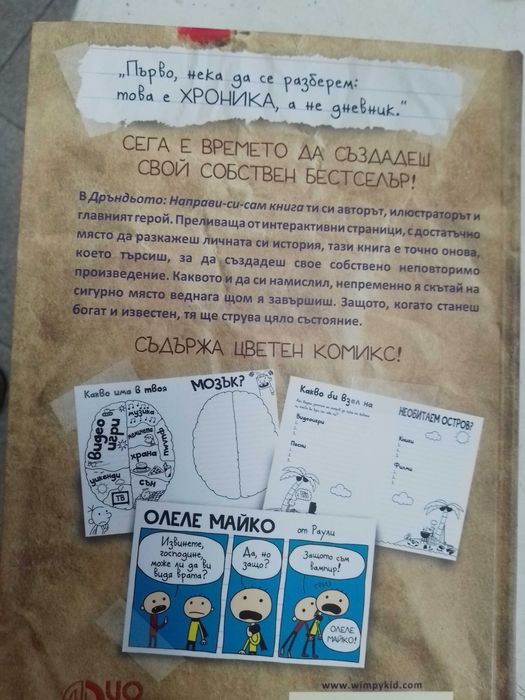 „Първо, нека да се разберем:
това е ХРОНИКА, а не дневник.“
СЕГА Е ВРЕМЕТО ДА СЪЗДАДЕШ
СВОЙ СОБСТВЕН БЕСТСЕЛЪР!
В Дръндьото: Направи-си-сам книга ти си авторът, илюстраторът и
главният герой. Преливаща от интерактивни страници, с достатъчно
място да разкажеш личната си история, тази книга е точно онова,
което търсиш, за да създадеш свое собствено неповторимо
произведение. Каквото и да си намислил, непременно я скътай на
сигурно място веднага щом я завършиш. Защото, когато станеш
богат и известен, тя ще струва цяло състояние.
СЪДЪРЖА ЦВЕТЕН КОМИКС!
Какво има в твоя МОЗЪК?
видео игри
музика
момичета
храна
филми
уикенди
ТВ
сън
Какво би взел на
НЕОБИТАЕМ ОСТРОВ?
Видеоигри
Песни
Книги
Филми
ОЛЕЛЕ МАЙКО от Раули
Извинете,
господине,
може ли да ви
видя врата?
Да, но
защо?
Защото съм
вампир!
ОЛЕЛЕ
МАЙКО!
www.wimpykid.com